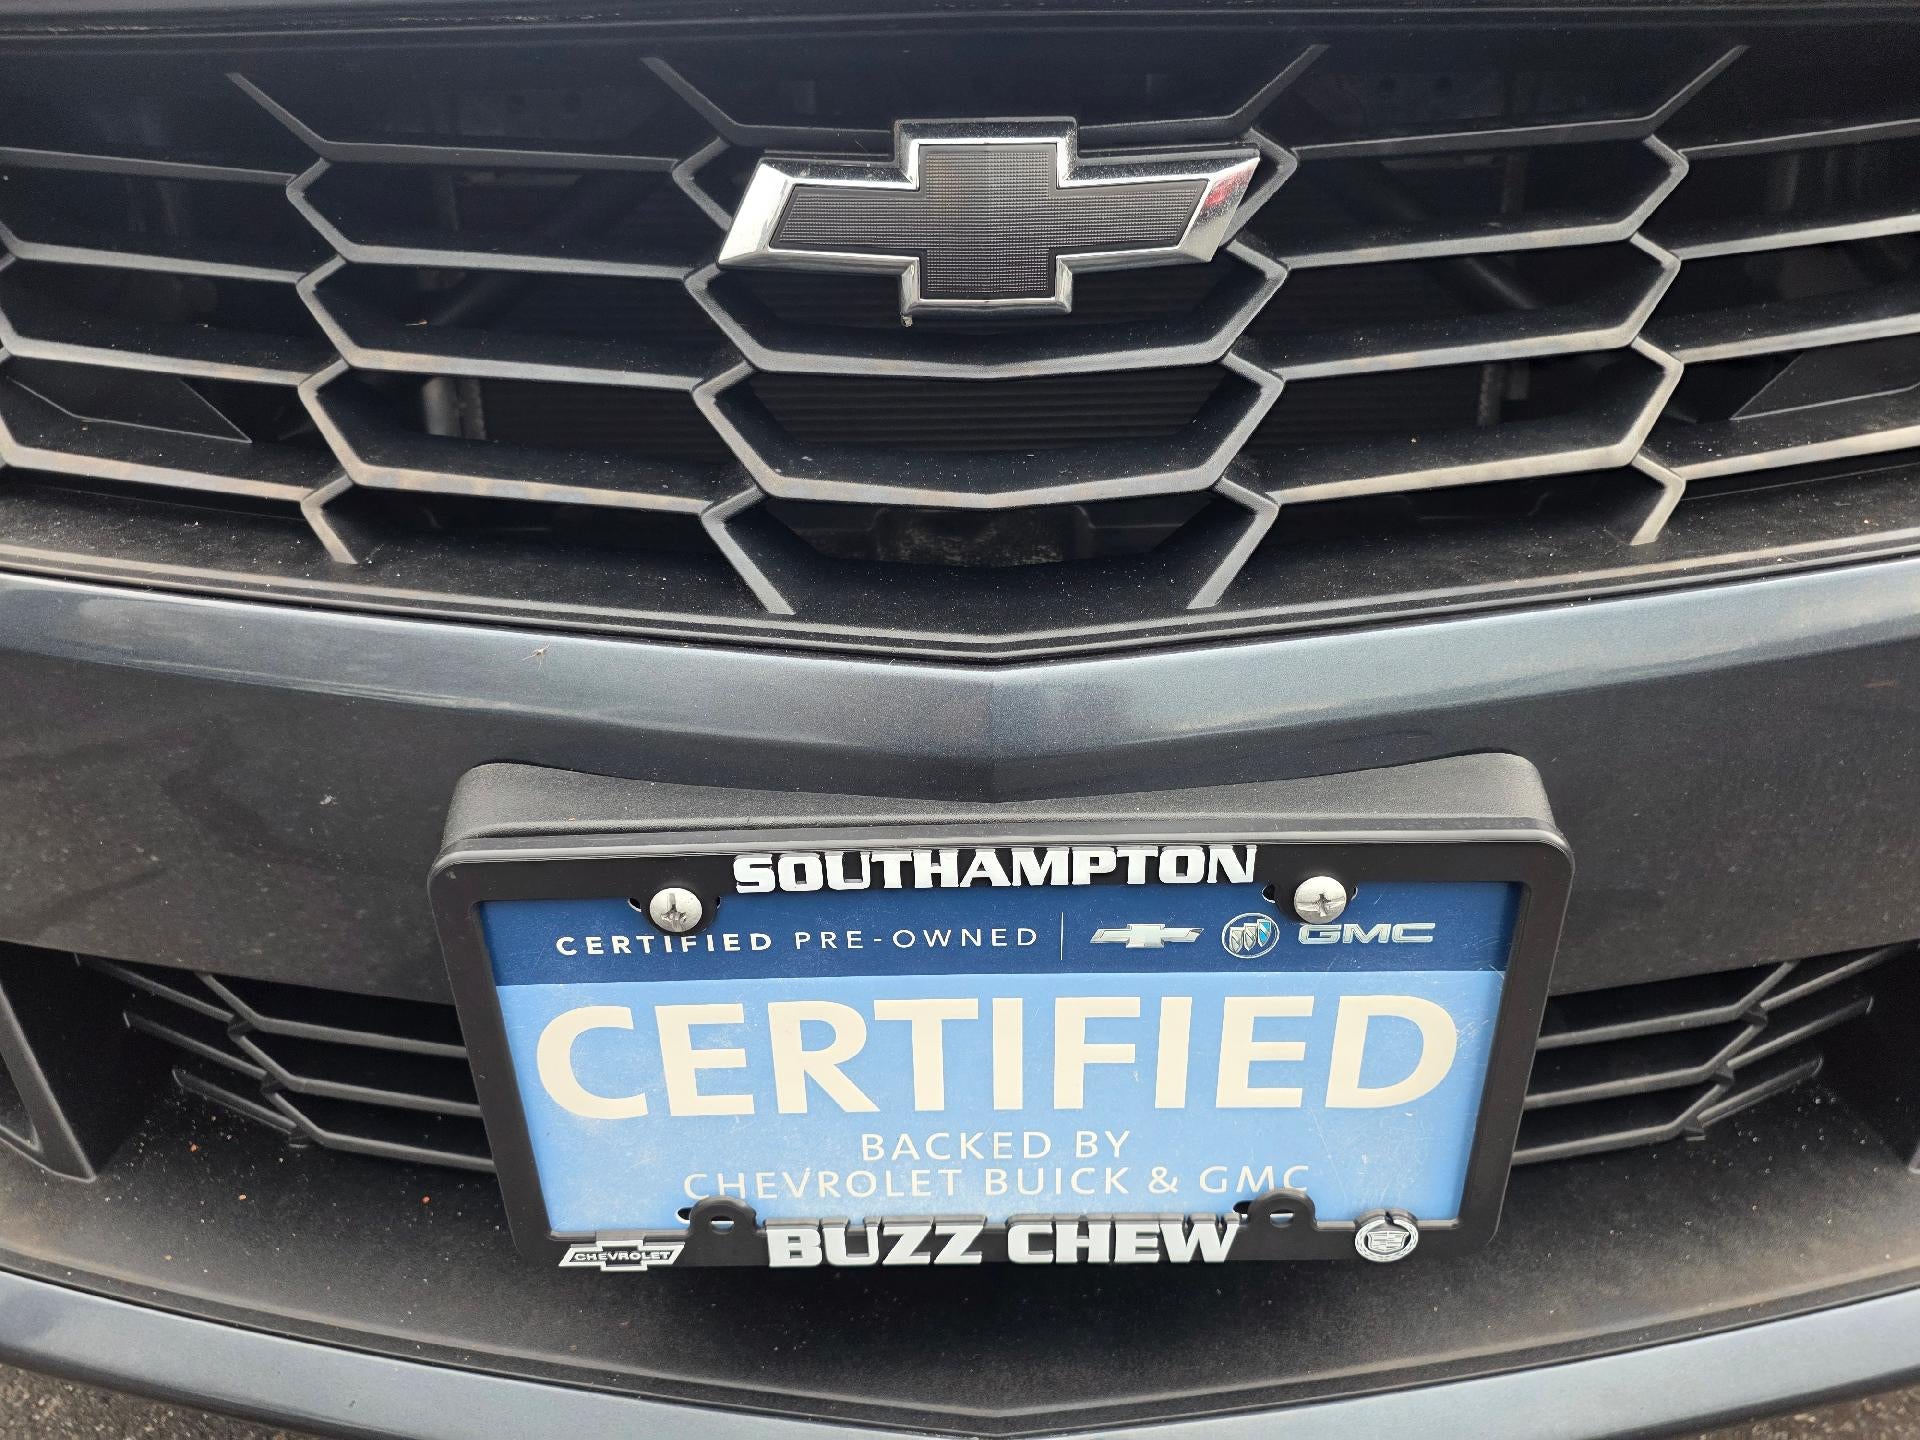 SOUTHAMPTON
CERTIFIED PRE-OWNED GMC
CERTIFIED
BACKED BY
CHEVROLET BUICK & GMC
CHEVROLET BUZZ CHEW